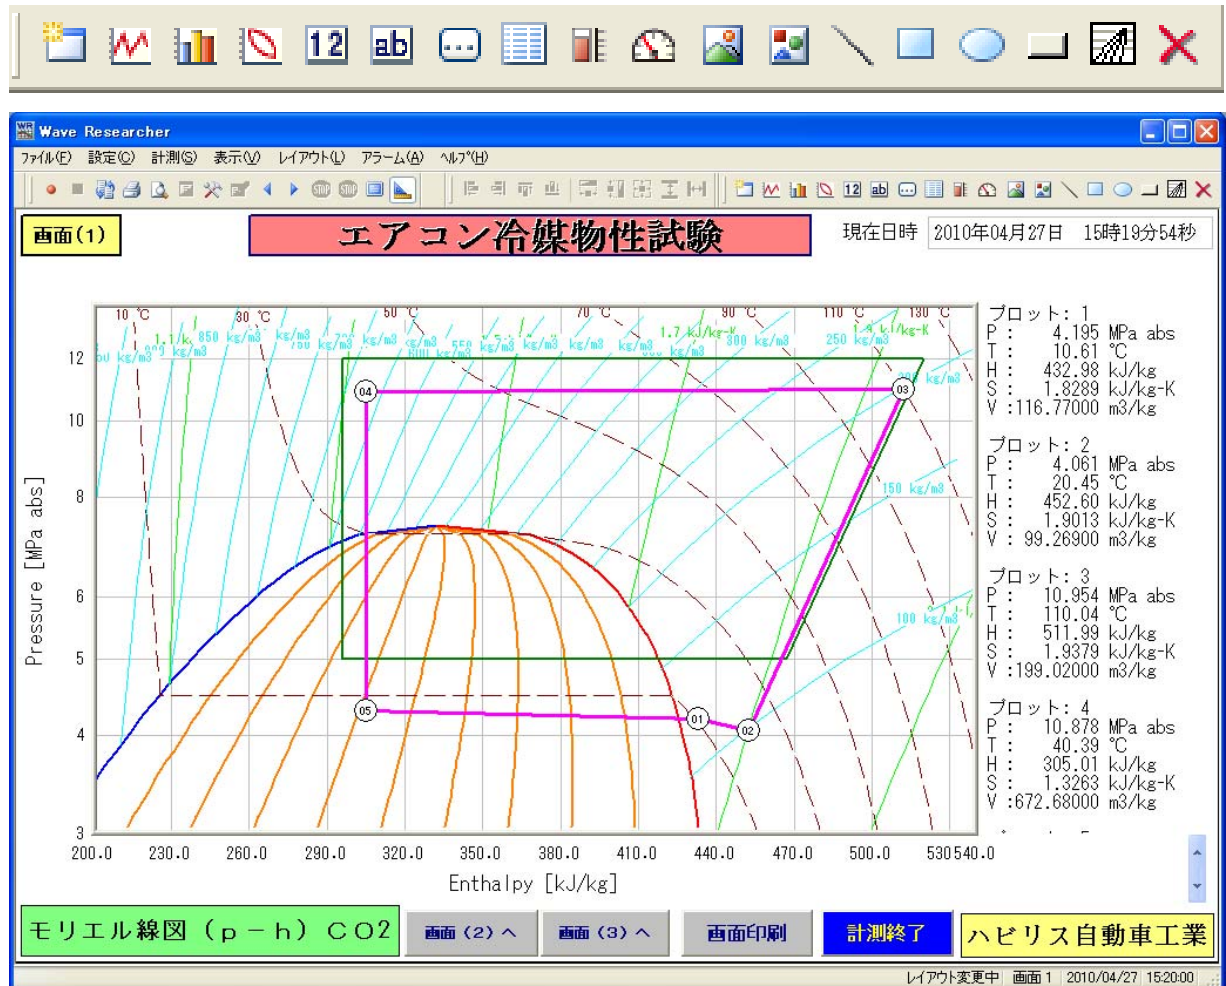 12
ab
Wave Researcher
ファイル(F) 設定(C) 計測(S) 表示(V) レイアウト(L) アラーム(A) ヘルプ(H)
STOP STOP
12 ab
画面(1)
エアコン冷媒物性試験
現在日時 2010年04月27日 15時19分54秒
10 ℃ 30 ℃ 50 ℃ 70 ℃ 90 ℃ 110 ℃ 130 ℃
850 kg/m3
1.7 kJ/kg-K
300 kg/m3
250 kg/m3
150 kg/m3
100 kg/m3
12
10
8
6
5
4
3
Pressure [MPa abs]
04
03
05
01
02
200.0 230.0 260.0 290.0 320.0 350.0 380.0 410.0 440.0 470.0 500.0 530 540.0
Enthalpy [kJ/kg]
プロット: 1
P : 4.195 MPa abs
T : 10.61 ℃
H : 432.98 kJ/kg
S : 1.8289 kJ/kg-K
V :116.77000 m3/kg
プロット: 2
P : 4.061 MPa abs
T : 20.45 ℃
H : 452.60 kJ/kg
S : 1.9013 kJ/kg-K
V : 99.26900 m3/kg
プロット: 3
P : 10.954 MPa abs
T : 110.04 ℃
H : 511.99 kJ/kg
S : 1.9379 kJ/kg-K
V :199.02000 m3/kg
プロット: 4
P : 10.878 MPa abs
T : 40.39 ℃
H : 305.01 kJ/kg
S : 1.3263 kJ/kg-K
V :672.68000 m3/kg
モリエル線図(p-h)CO2
画面(2)へ
画面(3)へ
画面印刷
計測終了
ハビリス自動車工業
レイアウト変更中 画面 1 2010/04/27 15:20:00